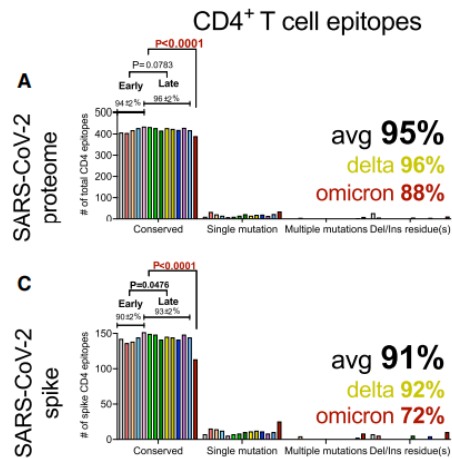 CD4+ T cell epitopes
P<0.0001
A
P= 0.0783
Early Late
94±2% 96±2%
SARS-CoV-2
proteome
# of total CD4 epitopes
500
400
300
200
100
0
avg 95%
delta 96%
omicron 88%
Conserved Single mutation Multiple mutations Del/Ins residue(s)
P<0.0001
C
P=0.0476
Early Late
90±2% 93±2%
SARS-CoV-2
spike
# of spike CD4 epitopes
150
100
50
0
avg 91%
delta 92%
omicron 72%
Conserved Single mutation Multiple mutations Del/Ins residue(s)